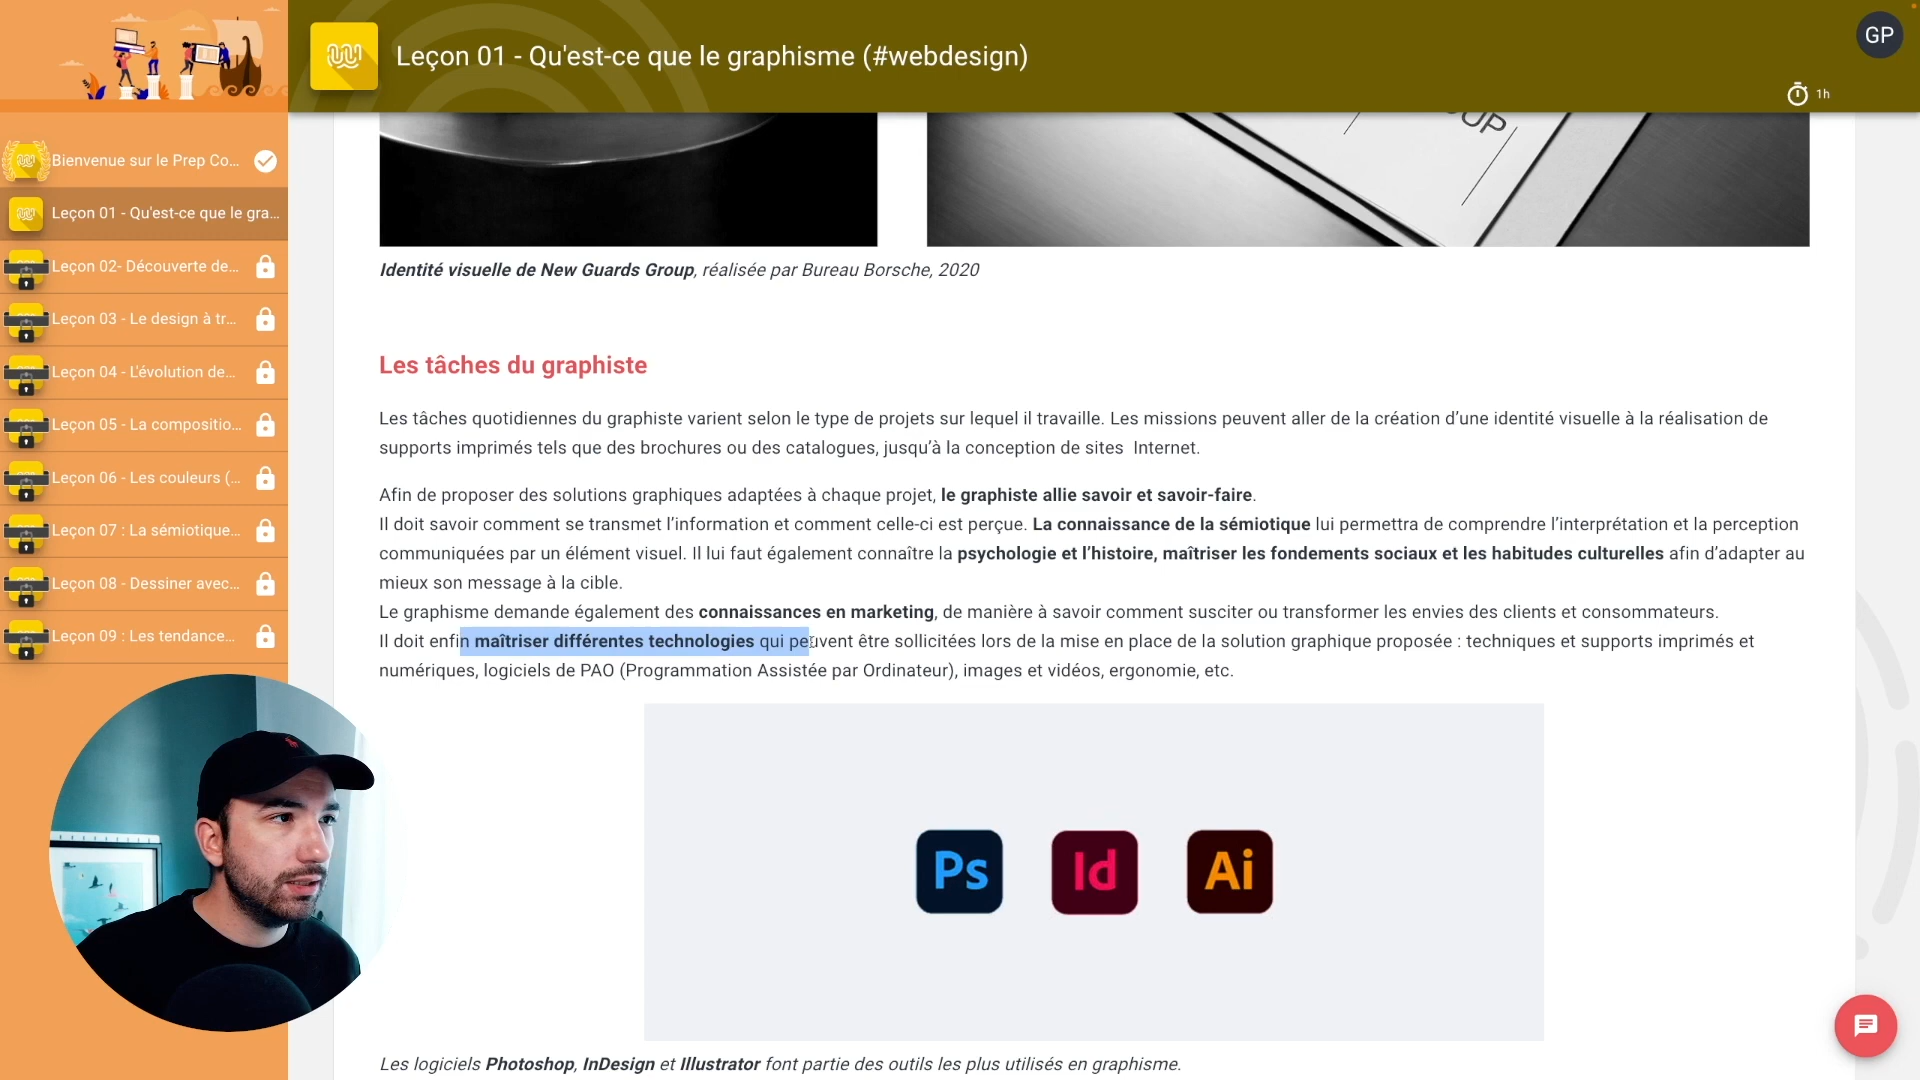 Leçon 01 - Qu'est-ce que le graphisme (#webdesign)
GP
1h
Bienvenue sur le Prep Co...
Leçon 01 - Qu'est-ce que le gra...
Leçon 02- Découverte de...
Leçon 03 - Le design à tr...
Leçon 04 - L'évolution de...
Leçon 05 - La compositio...
Leçon 06 - Les couleurs (...
Leçon 07 : La sémiotique...
Leçon 08 - Dessiner avec...
Leçon 09 : Les tendance...
OUP
Identité visuelle de New Guards Group, réalisée par Bureau Borsche, 2020
Les tâches du graphiste
Les tâches quotidiennes du graphiste varient selon le type de projets sur lequel il travaille. Les missions peuvent aller de la création d’une identité visuelle à la réalisation de
supports imprimés tels que des brochures ou des catalogues, jusqu’à la conception de sites  Internet.
Afin de proposer des solutions graphiques adaptées à chaque projet, le graphiste allie savoir et savoir-faire.
Il doit savoir comment se transmet l’information et comment celle-ci est perçue. La connaissance de la sémiotique lui permettra de comprendre l’interprétation et la perception
communiquées par un élément visuel. Il lui faut également connaître la psychologie et l’histoire, maîtriser les fondements sociaux et les habitudes culturelles afin d’adapter au
mieux son message à la cible.
Le graphisme demande également des connaissances en marketing, de manière à savoir comment susciter ou transformer les envies des clients et consommateurs.
Il doit enfin maîtriser différentes technologies qui peuvent être sollicitées lors de la mise en place de la solution graphique proposée : techniques et supports imprimés et
numériques, logiciels de PAO (Programmation Assistée par Ordinateur), images et vidéos, ergonomie, etc.
Ps
Id
Ai
Les logiciels Photoshop, InDesign et Illustrator font partie des outils les plus utilisés en graphisme.